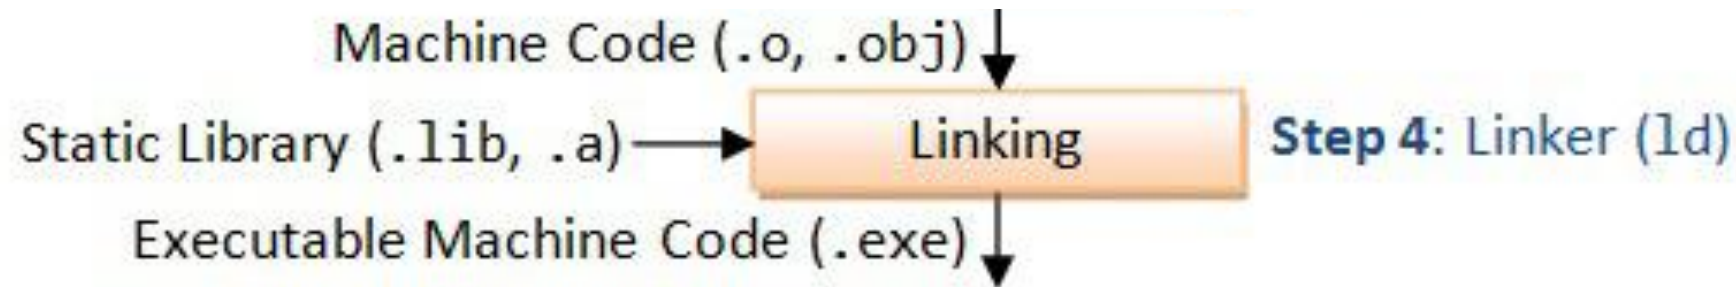 Machine Code (.o, .obj)
Static Library (.lib, .a)
Linking
Step 4: Linker (ld)
Executable Machine Code (.exe)